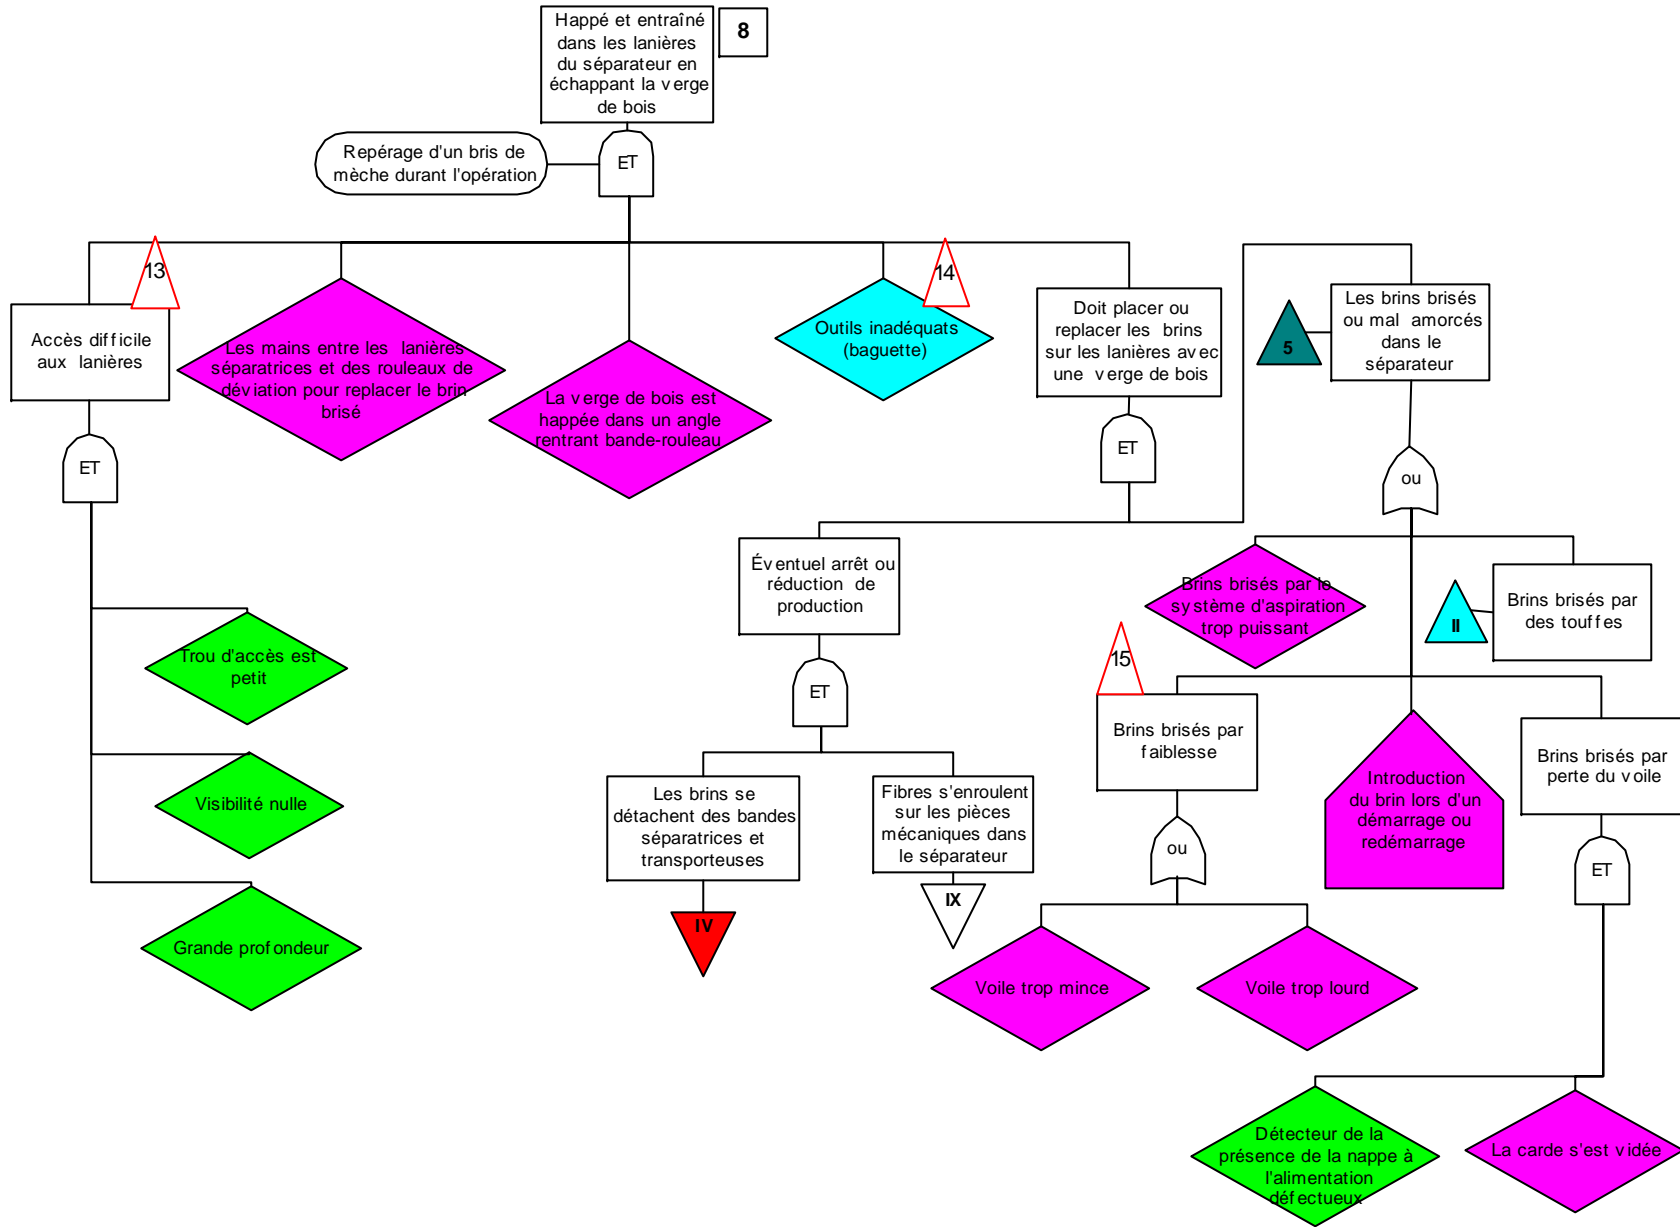 Happé et entraîné
dans les lanières
du séparateur en
échappant la verge
de bois
8
Repérage d'un bris de
mèche durant l'opération
ET
13
Accès difficile
aux lanières
ET
Les mains entre les lanières
séparatrices et des rouleaux de
déviation pour replacer le brin
brisé
La verge de bois est
happée dans un angle
rentrant bande-rouleau
14
Outils inadéquats
(baguette)
Doit placer ou
replacer les brins
sur les lanières avec
une verge de bois
ET
5
Les brins brisés
ou mal amorcés
dans le
séparateur
ou
Trou d'accès est
petit
Visibilité nulle
Grande profondeur
Éventuel arrêt ou
réduction de
production
ET
Les brins se
détachent des bandes
séparatrices et
transporteuses
IV
Fibres s'enroulent
sur les pièces
mécaniques dans
le séparateur
IX
Brins brisés par le
système d'aspiration
trop puissant
II
Brins brisés par
des touffes
15
Brins brisés par
faiblesse
ou
Voile trop mince
Voile trop lourd
Introduction
du brin lors d'un
démarrage ou
redémarrage
Brins brisés par
perte du voile
ET
Détecteur de la
présence de la nappe à
l'alimentation
défectueux
La carde s'est vidée